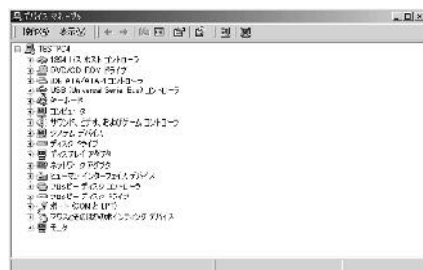 デバイス マネージャ
操作(A) 表示(V)
TEST-PC4
1394 バス ホスト コントローラ
DVD/CD-ROM ドライブ
IDE ATA/ATAPI コントローラ
USB (Universal Serial Bus) コントローラ
キーボード
コンピュータ
サウンド、ビデオ、およびゲーム コントローラ
システム デバイス
ディスク ドライブ
ディスプレイ アダプタ
ネットワーク アダプタ
ヒューマン インターフェイス デバイス
フロッピー ディスク コントローラ
フロッピー ディスク ドライブ
ポート (COM と LPT)
マウスとそのほかのポインティング デバイス
モニタ